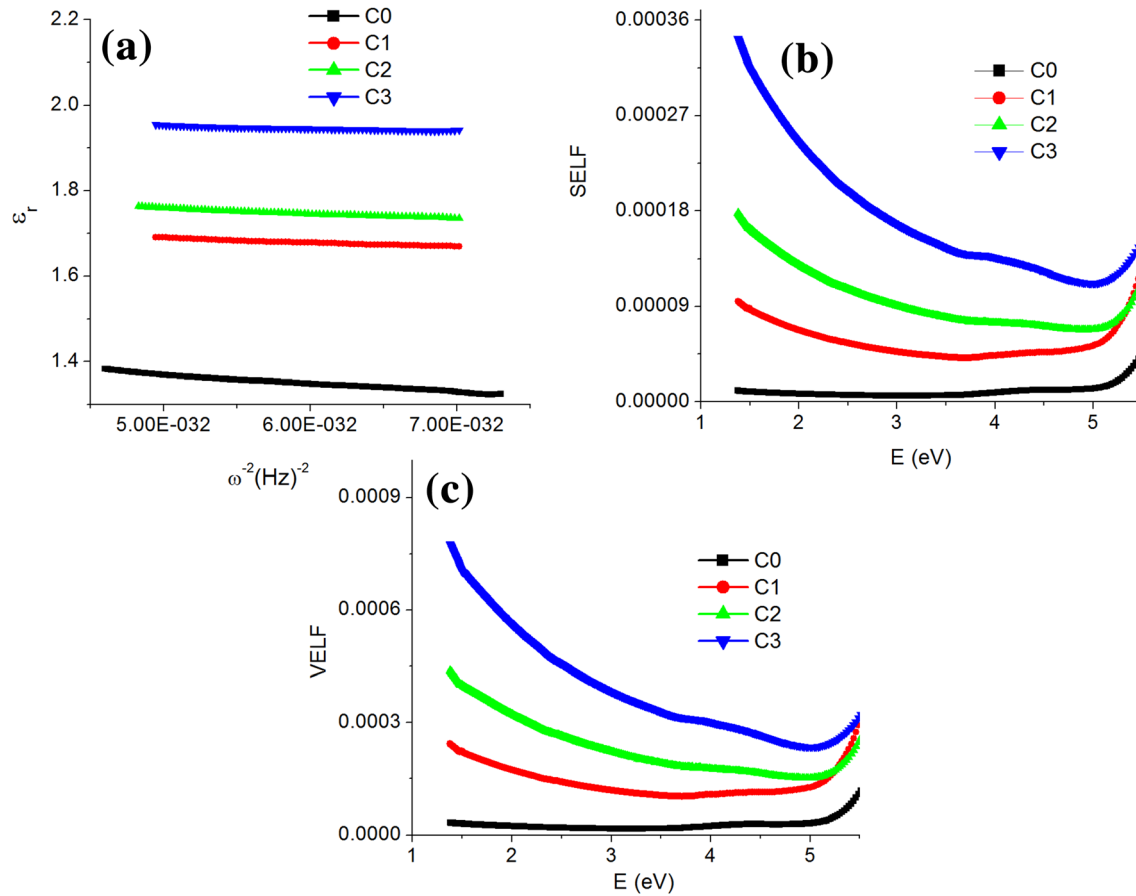 (a)
C0
C1
C2
C3
2.2
2.0
1.8
1.6
1.4
εr
5.00E-032 6.00E-032 7.00E-032
ω-2(Hz)-2
(b)
C0
C1
C2
C3
0.00036
0.00027
0.00018
0.00009
0.00000
SELF
1 2 3 4 5
E (eV)
(c)
C0
C1
C2
C3
0.0009
0.0006
0.0003
0.0000
VELF
1 2 3 4 5
E (eV)